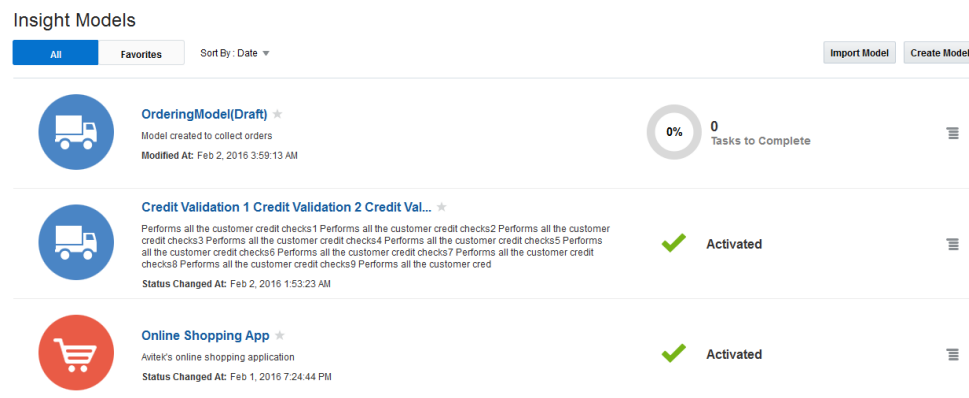 Insight Models
All Favorites Sort By : Date Import Model Create Model
OrderingModel(Draft)
Model created to collect orders
Modified At: Feb 2, 2016 3:59:13 AM
0%
0
Tasks to Complete
Credit Validation 1 Credit Validation 2 Credit Val...
Performs all the customer credit checks1 Performs all the customer credit checks2 Performs all the customer
credit checks3 Performs all the customer credit checks4 Performs all the customer credit checks5 Performs
all the customer credit checks6 Performs all the customer credit checks7 Performs all the customer credit
checks8 Performs all the customer credit checks9 Performs all the customer cred
Status Changed At: Feb 2, 2016 1:53:23 AM
Activated
Online Shopping App
Avitek's online shopping application
Status Changed At: Feb 1, 2016 7:24:44 PM
Activated